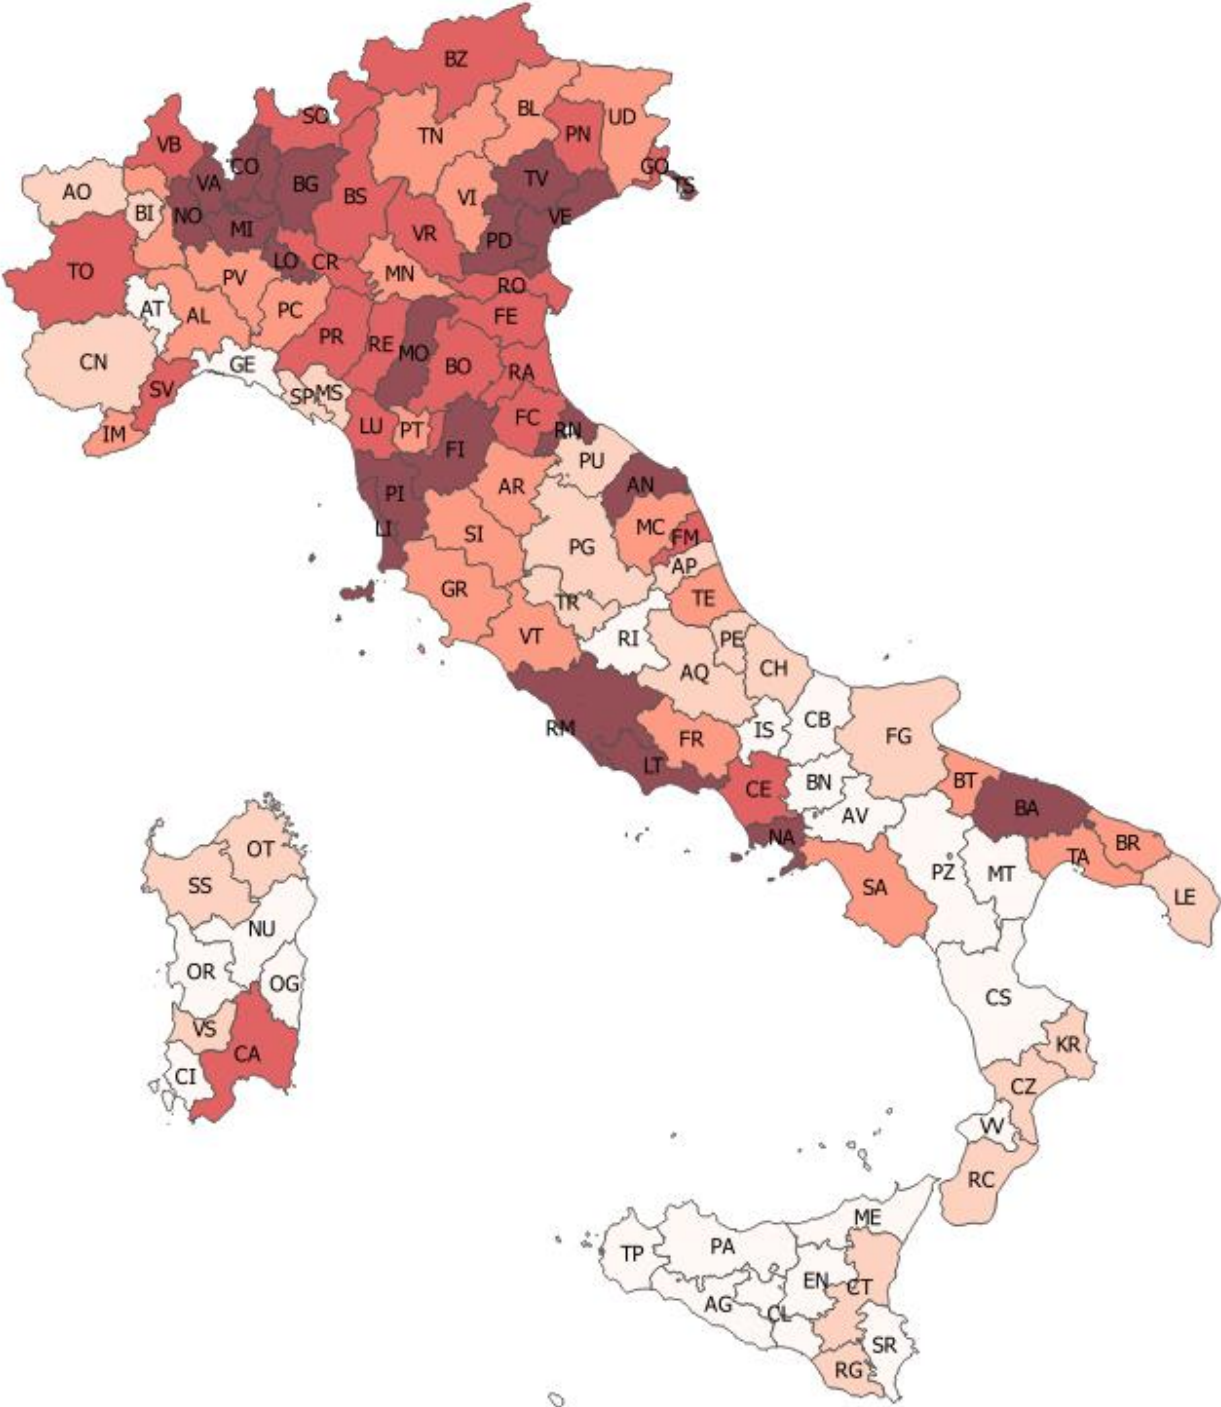 BZ
SO
BL
UD
PN
TN
VB
GO
TS
CO
VA
BG
TV
AO
BS
VI
BI
NO
MI
VE
VR
PD
TO
LO
CR
MN
PV
RO
AT
AL
PC
FE
PR
RE
MO
BO
CN
GE
RA
SV
SP
MS
LU
PT
FC
IM
FI
RN
PU
AR
AN
PI
LI
SI
MC
FM
PG
AP
GR
TR
TE
VT
RI
PE
AQ
CH
RM
FR
IS
CB
FG
LT
CE
BN
BT
NA
AV
BA
OT
SS
SA
PZ
MT
TA
BR
LE
NU
OR
OG
VS
CA
CI
CS
KR
CZ
VV
RC
ME
TP
PA
EN
CT
AG
CL
SR
RG